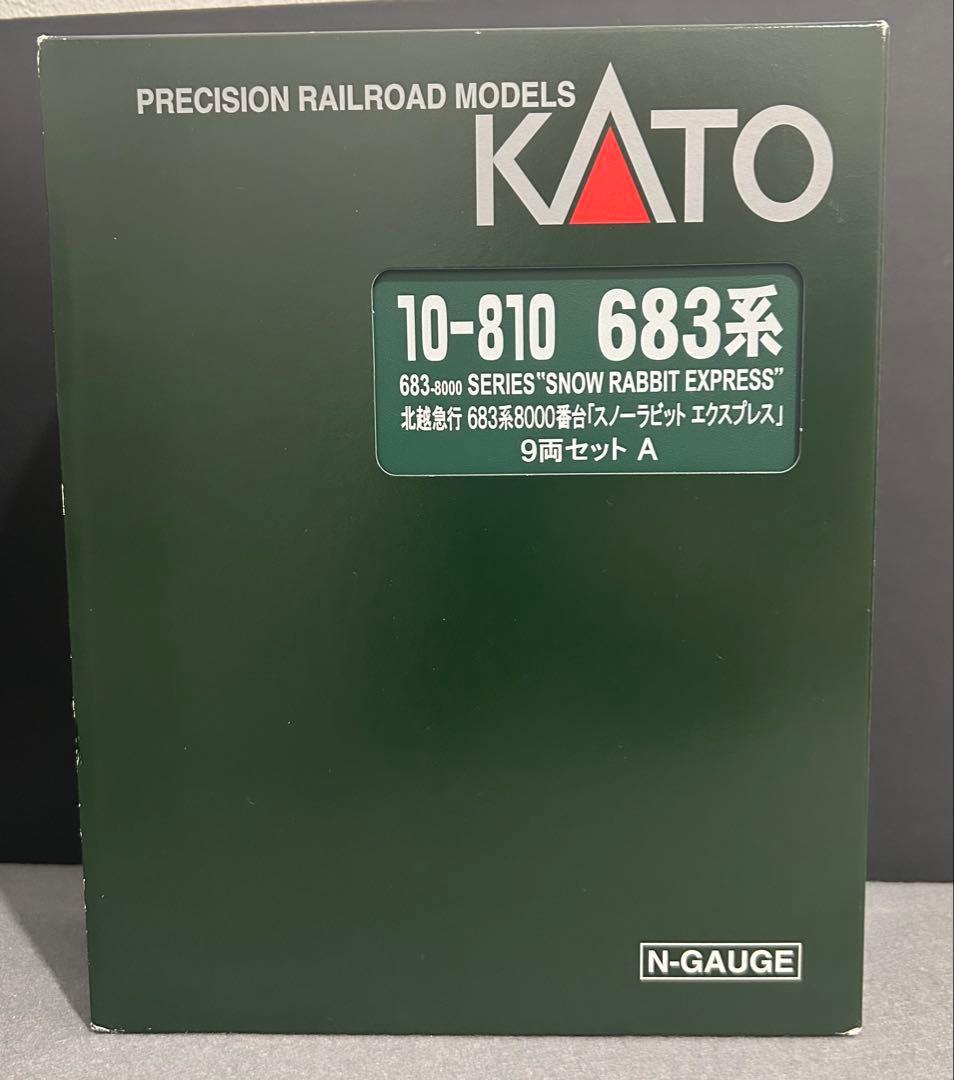 PRECISION RAILROAD MODELS
KATO
10-810 683系
683-8000 SERIES "SNOW RABBIT EXPRESS"
北越急行 683系8000番台「スノーラビット エクスプレス」
9両セット A
N-GAUGE